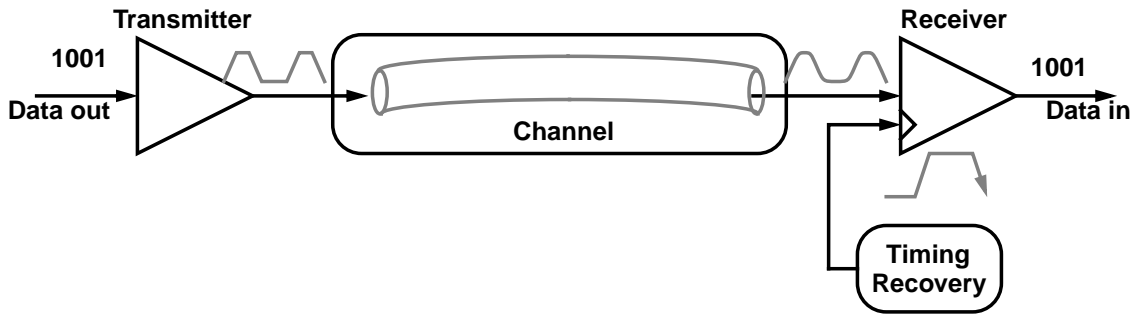 Transmitter
Receiver
1001
1001
Data out
Data in
Channel
Timing
Recovery